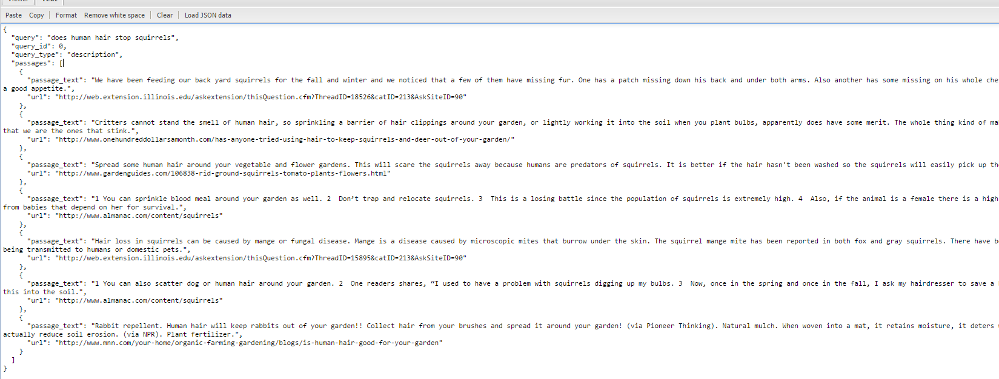 Viewer Text
Paste Copy Format Remove white space Clear Load JSON data
{
"query": "does human hair stop squirrels",
"query_id": 0,
"query_type": "description",
"passages": [
{
"passage_text": "We have been feeding our back yard squirrels for the fall and winter and we noticed that a few of them have missing fur. One has a patch missing down his back and under both arms. Also another has some missing on his whole
a good appetite.",
"url": "http://web.extension.illinois.edu/askextension/thisQuestion.cfm?ThreadID=18526&catID=213&AskSiteID=90"
},
{
"passage_text": "Critters cannot stand the smell of human hair, so sprinkling a barrier of hair clippings around your garden, or lightly working it into the soil when you plant bulbs, apparently does have some merit. The whole thing kind of
that we are the ones that stink.",
"url": "http://www.onehundreddollarsamonth.com/has-anyone-tried-using-hair-to-keep-squirrels-and-deer-out-of-your-garden/"
},
{
"passage_text": "Spread some human hair around your vegetable and flower gardens. This will scare the squirrels away because humans are predators of squirrels. It is better if the hair hasn't been washed so the squirrels will easily pick up
"url": "http://www.gardenguides.com/106838-rid-ground-squirrels-tomato-plants-flowers.html"
},
{
"passage_text": "1 You can sprinkle blood meal around your garden as well. 2  Don’t trap and relocate squirrels. 3  This is a losing battle since the population of squirrels is extremely high. 4  Also, if the animal is a female there is a high
from babies that depend on her for survival.",
"url": "http://www.almanac.com/content/squirrels"
},
{
"passage_text": "Hair loss in squirrels can be caused by mange or fungal disease. Mange is a disease caused by microscopic mites that burrow under the skin. The squirrel mange mite has been reported in both fox and gray squirrels. There have
being transmitted to humans or domestic pets.",
"url": "http://web.extension.illinois.edu/askextension/thisQuestion.cfm?ThreadID=15895&catID=213&AskSiteID=90"
},
{
"passage_text": "1 You can also scatter dog or human hair around your garden. 2  One readers shares, “I used to have a problem with squirrels digging up my bulbs. 3  Now, once in the spring and once in the fall, I ask my hairdresser to save a
this into the soil.",
"url": "http://www.almanac.com/content/squirrels"
},
{
"passage_text": "Rabbit repellent. Human hair will keep rabbits out of your garden!! Collect hair from your brushes and spread it around your garden! (via Pioneer Thinking). Natural mulch. When woven into a mat, it retains moisture, it deters
actually reduce soil erosion. (via NPR). Plant fertilizer.",
"url": "http://www.mnn.com/your-home/organic-farming-gardening/blogs/is-human-hair-good-for-your-garden"
}
]
}